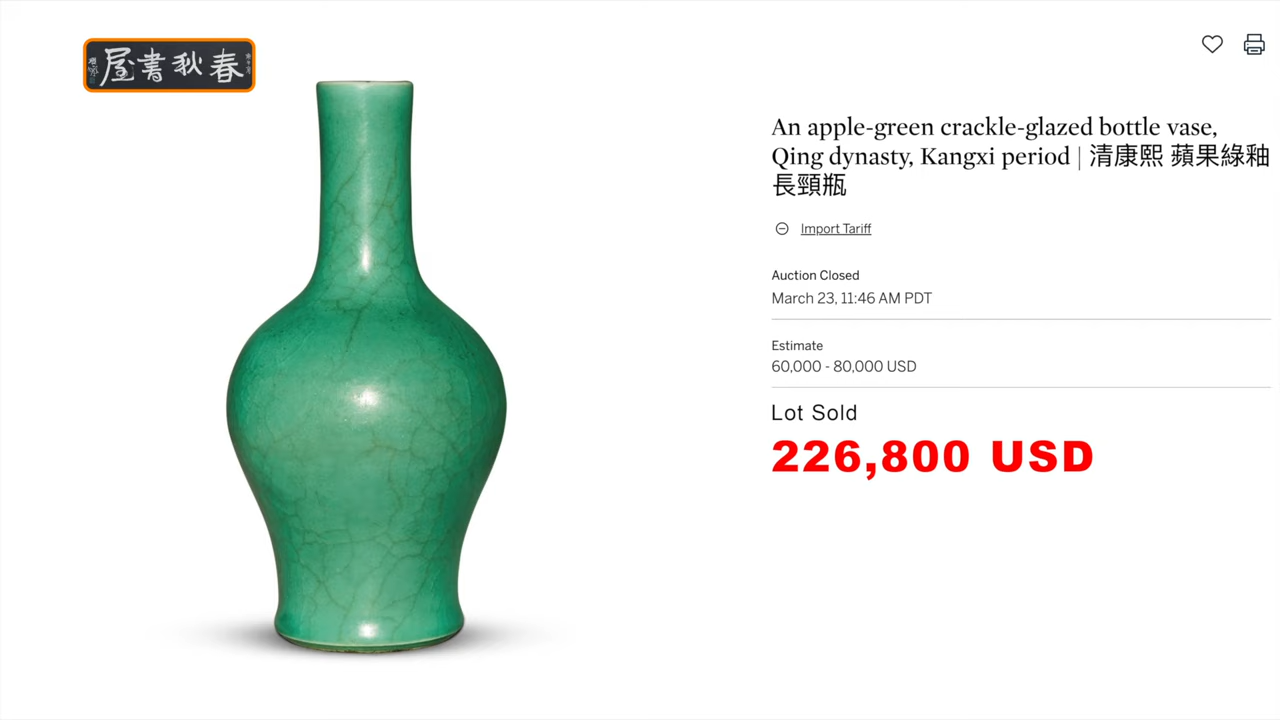 春秋書屋
An apple-green crackle-glazed bottle vase,
Qing dynasty, Kangxi period | 清康熙 蘋果綠釉
長頸瓶
Import Tariff
Auction Closed
March 23, 11:46 AM PDT
Estimate
60,000 - 80,000 USD
Lot Sold
226,800 USD